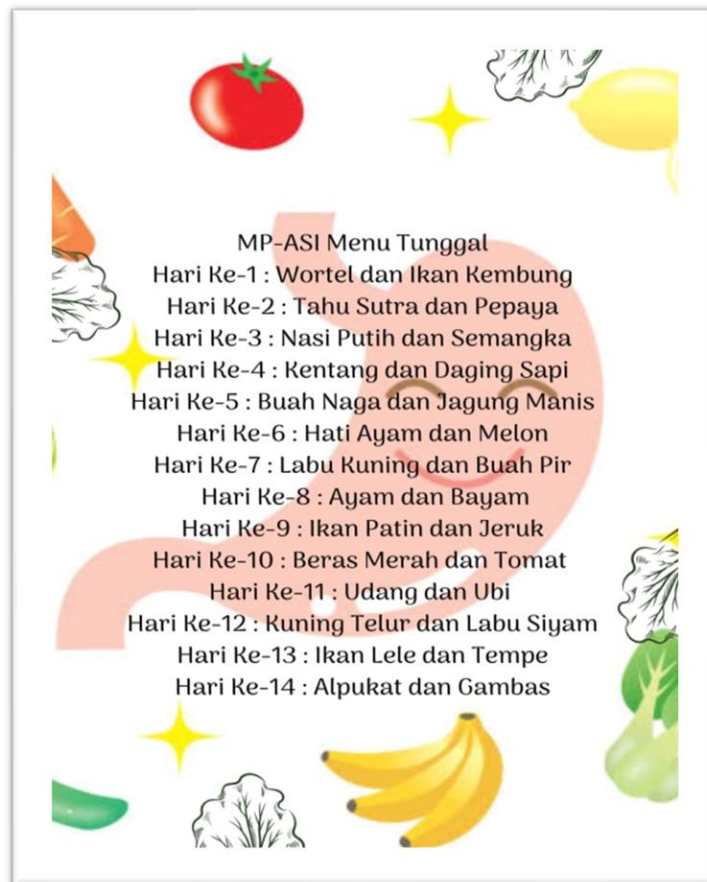 MP-ASI Menu Tunggal
Hari Ke-1 : Wortel dan Ikan Kembung
Hari Ke-2 : Tahu Sutra dan Pepaya
Hari Ke-3 : Nasi Putih dan Semangka
Hari Ke-4 : Kentang dan Daging Sapi
Hari Ke-5 : Buah Naga dan Jagung Manis
Hari Ke-6 : Hati Ayam dan Melon
Hari Ke-7 : Labu Kuning dan Buah Pir
Hari Ke-8 : Ayam dan Bayam
Hari Ke-9 : Ikan Patin dan Jeruk
Hari Ke-10 : Beras Merah dan Tomat
Hari Ke-11 : Udang dan Ubi
Hari Ke-12 : Kuning Telur dan Labu Siyam
Hari Ke-13 : Ikan Lele dan Tempe
Hari Ke-14 : Alpukat dan Gambas